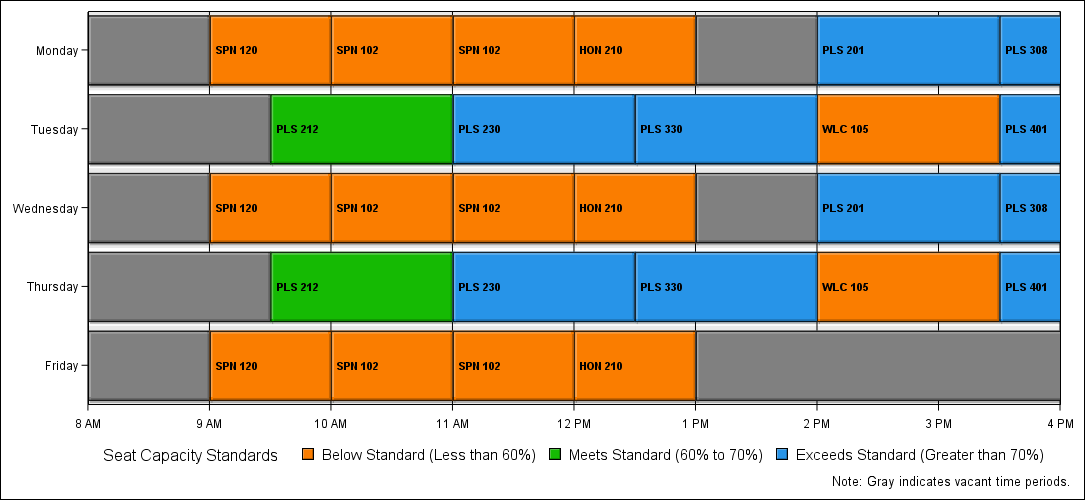 Monday SPN 120 SPN 102 SPN 102 HON 210 PLS 201 PLS 308
Tuesday PLS 212 PLS 230 PLS 330 WLC 105 PLS 401
Wednesday SPN 120 SPN 102 SPN 102 HON 210 PLS 201 PLS 308
Thursday PLS 212 PLS 230 PLS 330 WLC 105 PLS 401
Friday SPN 120 SPN 102 SPN 102 HON 210
8 AM 9 AM 10 AM 11 AM 12 PM 1 PM 2 PM 3 PM 4 PM
Seat Capacity Standards Below Standard (Less than 60%) Meets Standard (60% to 70%) Exceeds Standard (Greater than 70%)
Note: Gray indicates vacant time periods.